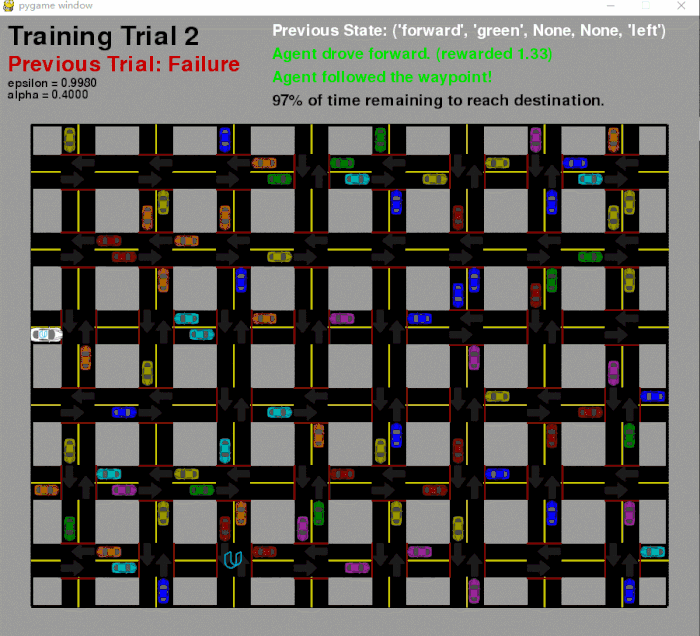 pygame window
Training Trial 2
Previous Trial: Failure
epsilon = 0.9980
alpha = 0.4000
Previous State: ('forward', 'green', None, None, 'left')
Agent drove forward. (rewarded 1.33)
Agent followed the waypoint!
97% of time remaining to reach destination.